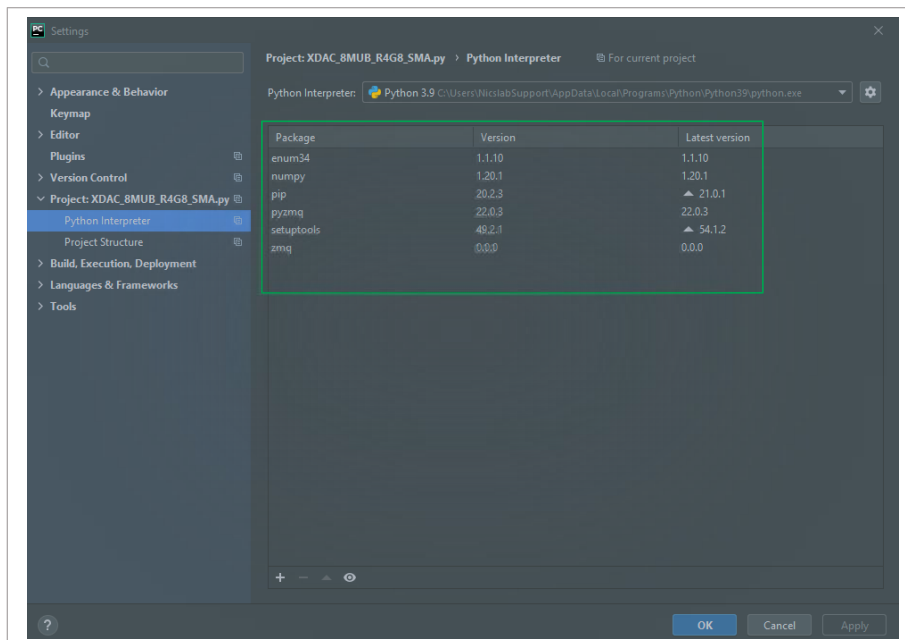 PC Settings
Project: XDAC_8MUB_R4G8_SMA.py > Python Interpreter For current project
Python Interpreter: Python 3.9 C:\Users\NicslabSupport\AppData\Local\Programs\Python\Python39\python.exe
Appearance & Behavior
Keymap
Editor
Plugins
Version Control
Project: XDAC_8MUB_R4G8_SMA.py
Python Interpreter
Project Structure
Build, Execution, Deployment
Languages & Frameworks
Tools
Package Version Latest version
enum34 1.1.10 1.1.10
numpy 1.20.1 1.20.1
pip 20.2.3 21.0.1
pyzmq 22.0.3 22.0.3
setuptools 49.2.1 54.1.2
zmq 0.0.0 0.0.0
? OK Cancel Apply